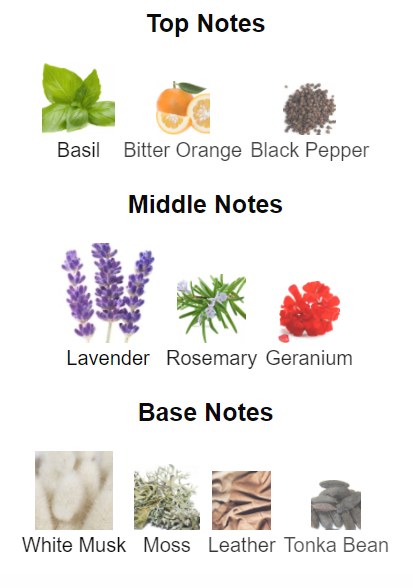 Top Notes
Basil Bitter Orange Black Pepper
Middle Notes
Lavender Rosemary Geranium
Base Notes
White Musk Moss Leather Tonka Bean